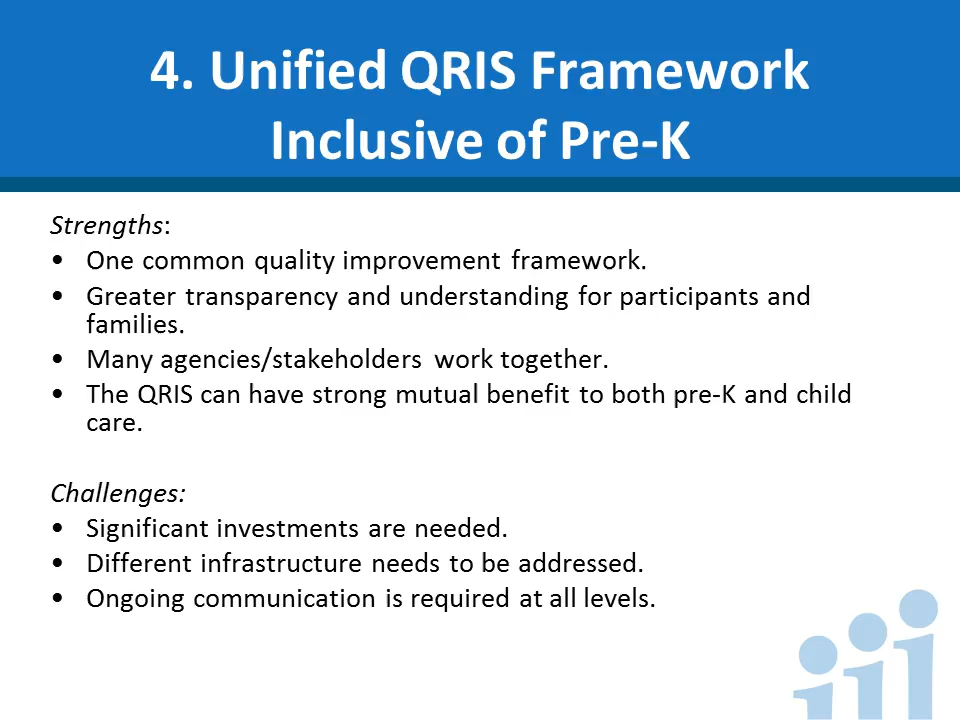 4. Unified QRIS Framework
Inclusive of Pre-K
Strengths:
• One common quality improvement framework.
• Greater transparency and understanding for participants and
families.
• Many agencies/stakeholders work together.
• The QRIS can have strong mutual benefit to both pre-K and child
care.
Challenges:
• Significant investments are needed.
• Different infrastructure needs to be addressed.
• Ongoing communication is required at all levels.